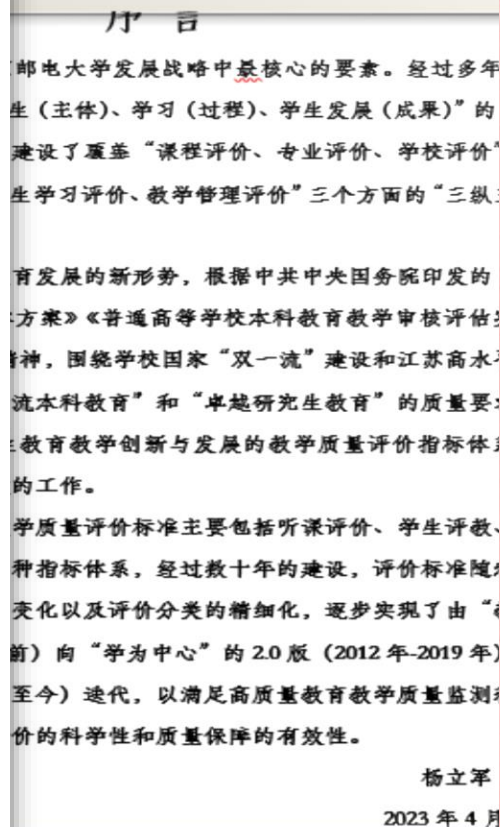 序 言
邮电大学发展战略中最核心的要素。经过多年
生（主体）、学习（过程）、学生发展（成果）”的
建设了覆盖“课程评价、专业评价、学校评价”
生学习评价、教学管理评价”三个方面的“三纵三
育发展的新形势，根据中共中央国务院印发的
方案》《普通高等学校本科教育教学审核评估实
精神，围绕学校国家“双一流”建设和江苏高水平
流本科教育”和“卓越研究生教育”的质量要求
教育教学创新与发展的教学质量评价指标体系
的工作。
学质量评价标准主要包括听课评价、学生评教、
种指标体系，经过数十年的建设，评价标准随
变化以及评价分类的精细化，逐步实现了由“
前）向“学为中心”的 2.0 版（2012 年-2019 年）
至今）迭代，以满足高质量教育教学质量监测
价的科学性和质量保障的有效性。
杨立军
2023 年 4 月